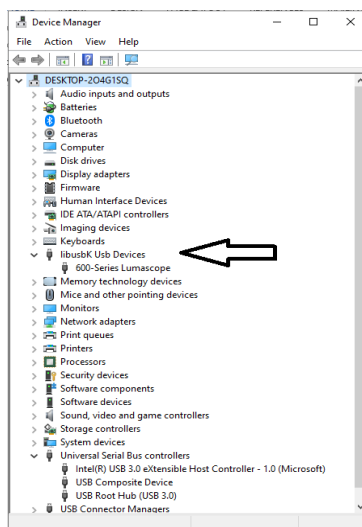 Device Manager
File Action View Help
DESKTOP-2O4G1SQ
Audio inputs and outputs
Batteries
Bluetooth
Cameras
Computer
Disk drives
Display adapters
Firmware
Human Interface Devices
IDE ATA/ATAPI controllers
Imaging devices
Keyboards
libusbK Usb Devices
600-Series Lumascope
Memory technology devices
Mice and other pointing devices
Monitors
Network adapters
Print queues
Printers
Processors
Security devices
Software components
Software devices
Sound, video and game controllers
Storage controllers
System devices
Universal Serial Bus controllers
Intel(R) USB 3.0 eXtensible Host Controller - 1.0 (Microsoft)
USB Composite Device
USB Root Hub (USB 3.0)
USB Connector Managers